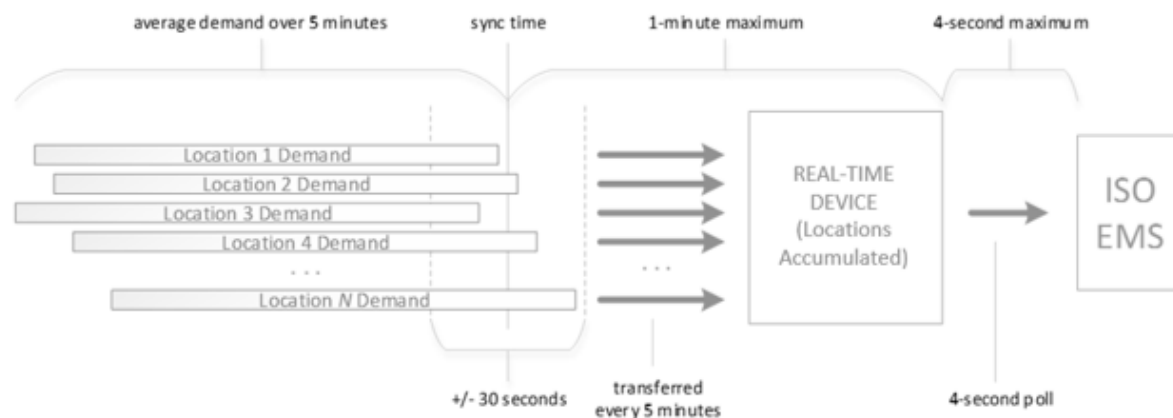 average demand over 5 minutes
sync time
1-minute maximum
4-second maximum
Location 1 Demand
Location 2 Demand
Location 3 Demand
Location 4 Demand
. . .
Location N Demand
. . .
REAL-TIME
DEVICE
(Locations
Accumulated)
ISO
EMS
+/- 30 seconds
transferred
every 5 minutes
4-second poll